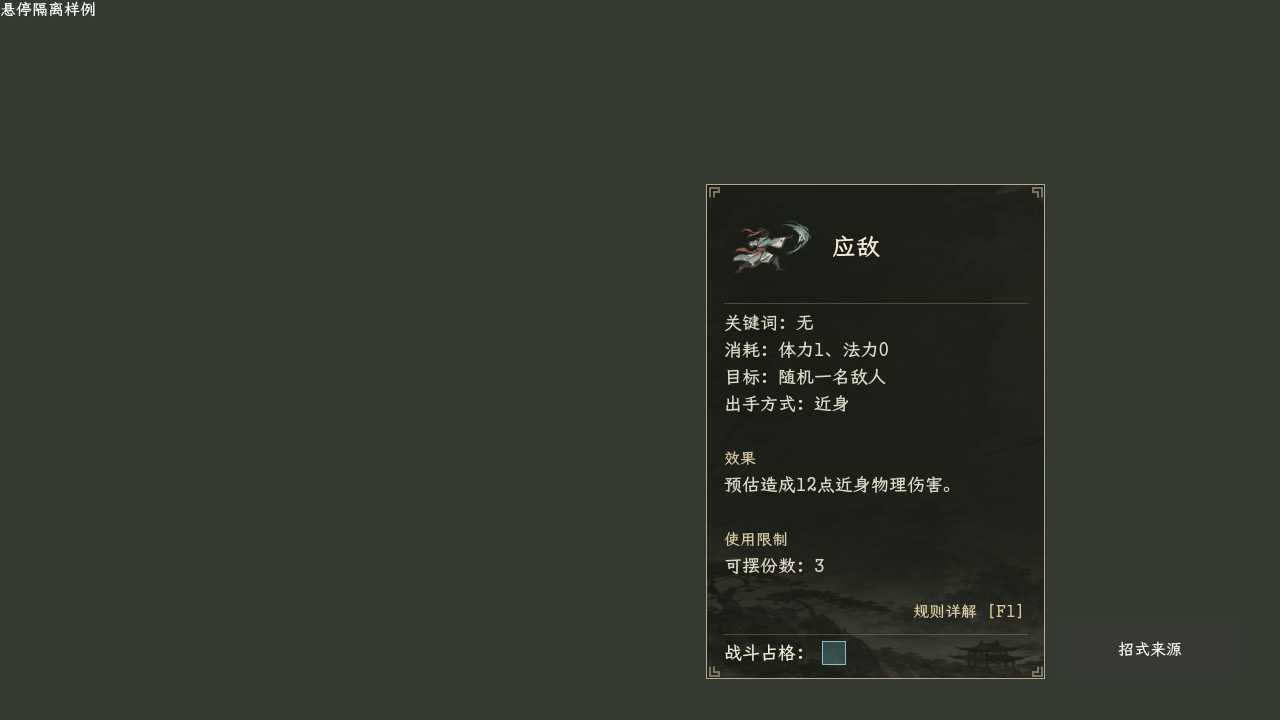 悬停隔离样例
应敌
关键词: 无
消耗: 体力1、法力0
目标: 随机一名敌人
出手方式: 近身
效果
预估造成12点近身物理伤害。
使用限制
可摆份数: 3
规则详解 [F1]
战斗占格:
招式来源